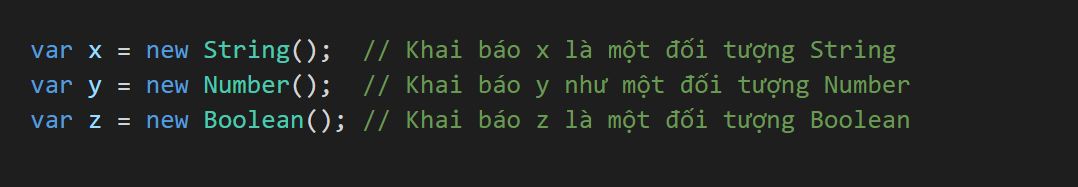 var x = new String();  // Khai báo x là một đối tượng String
var y = new Number();  // Khai báo y như một đối tượng Number
var z = new Boolean(); // Khai báo z là một đối tượng Boolean